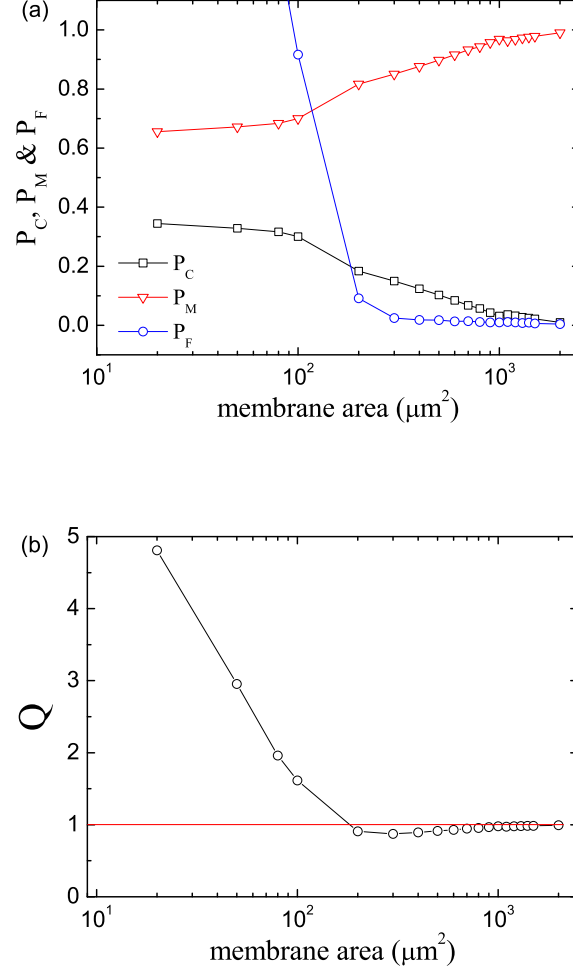 (a)
1.0
0.8
0.6
0.4
0.2
0.0
P_C, P_M & P_F
P_C
P_M
P_F
10^1
10^2
10^3
membrane area (μm^2)
(b)
5
4
3
2
1
0
Q
10^1
10^2
10^3
membrane area (μm^2)